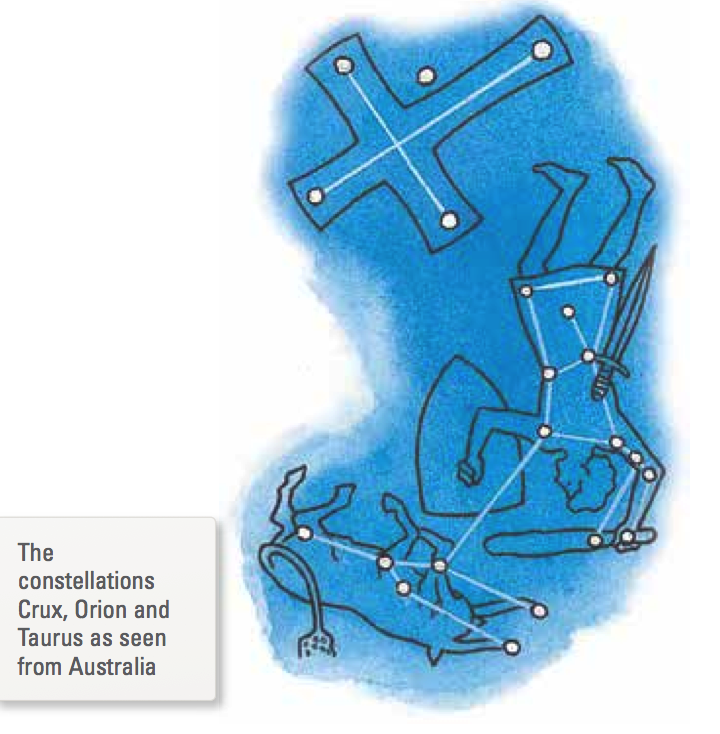 The
constellations
Crux, Orion and
Taurus as seen
from Australia